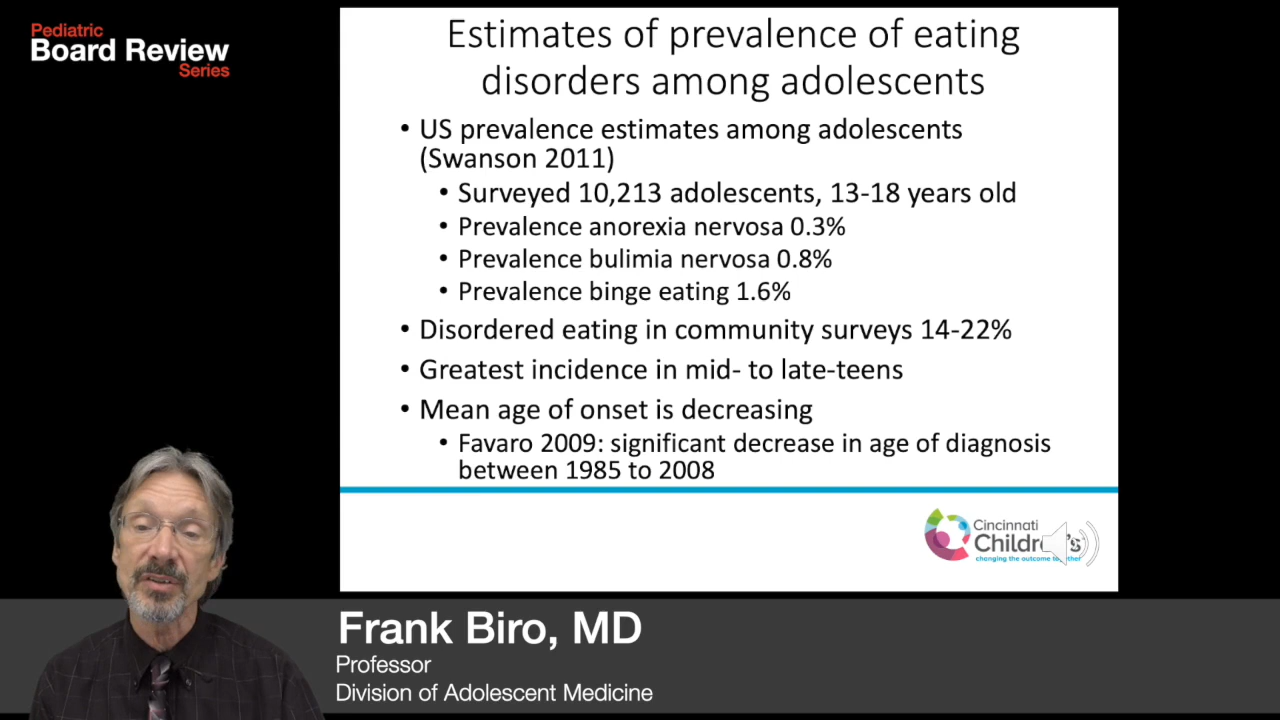 Pediatric
Board Review
Series
Estimates of prevalence of eating
disorders among adolescents
• US prevalence estimates among adolescents
(Swanson 2011)
• Surveyed 10,213 adolescents, 13-18 years old
• Prevalence anorexia nervosa 0.3%
• Prevalence bulimia nervosa 0.8%
• Prevalence binge eating 1.6%
• Disordered eating in community surveys 14-22%
• Greatest incidence in mid- to late-teens
• Mean age of onset is decreasing
• Favaro 2009: significant decrease in age of diagnosis
between 1985 to 2008
Cincinnati
changing the outcome
Frank Biro, MD
Professor
Division of Adolescent Medicine